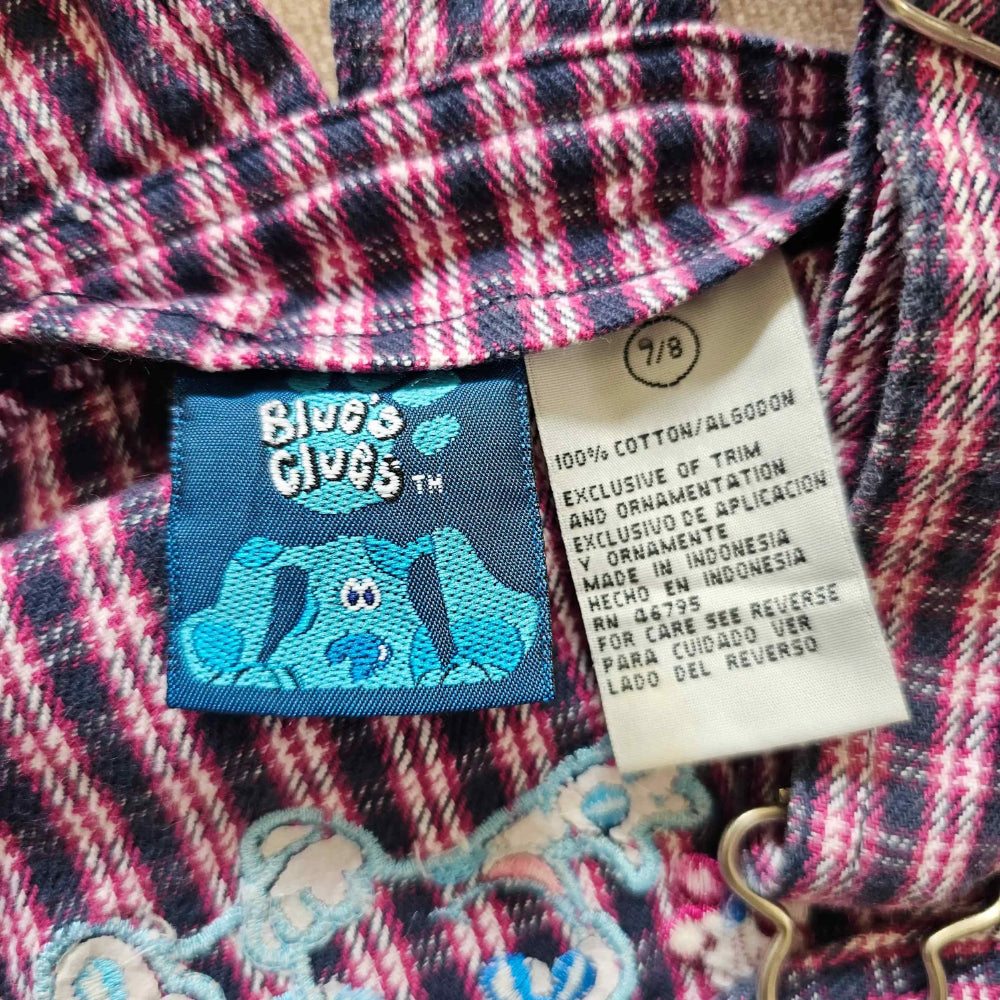 Blue's
Clues TM
7/8
100% COTTON/ALGODON
EXCLUSIVE OF TRIM
AND ORNAMENTATION
EXCLUSIVO DE APLICACION
Y ORNAMENTE
MADE IN INDONESIA
HECHO EN INDONESIA
RN 46795
FOR CARE SEE REVERSE
PARA CUIDADO VER
LADO DEL REVERSO